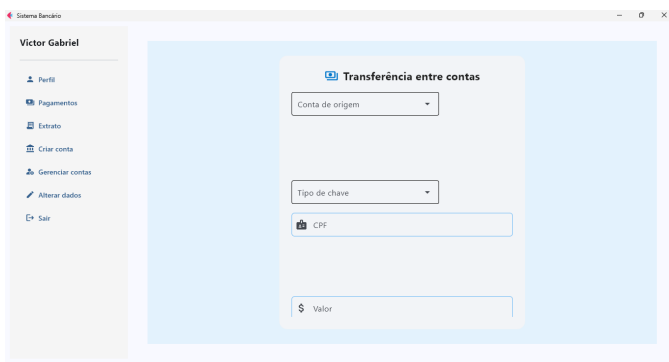 Sistema Bancário
Victor Gabriel
Perfil
Pagamentos
Extrato
Criar conta
Gerenciar contas
Alterar dados
Sair
Transferência entre contas
Conta de origem
Tipo de chave
CPF
$ Valor